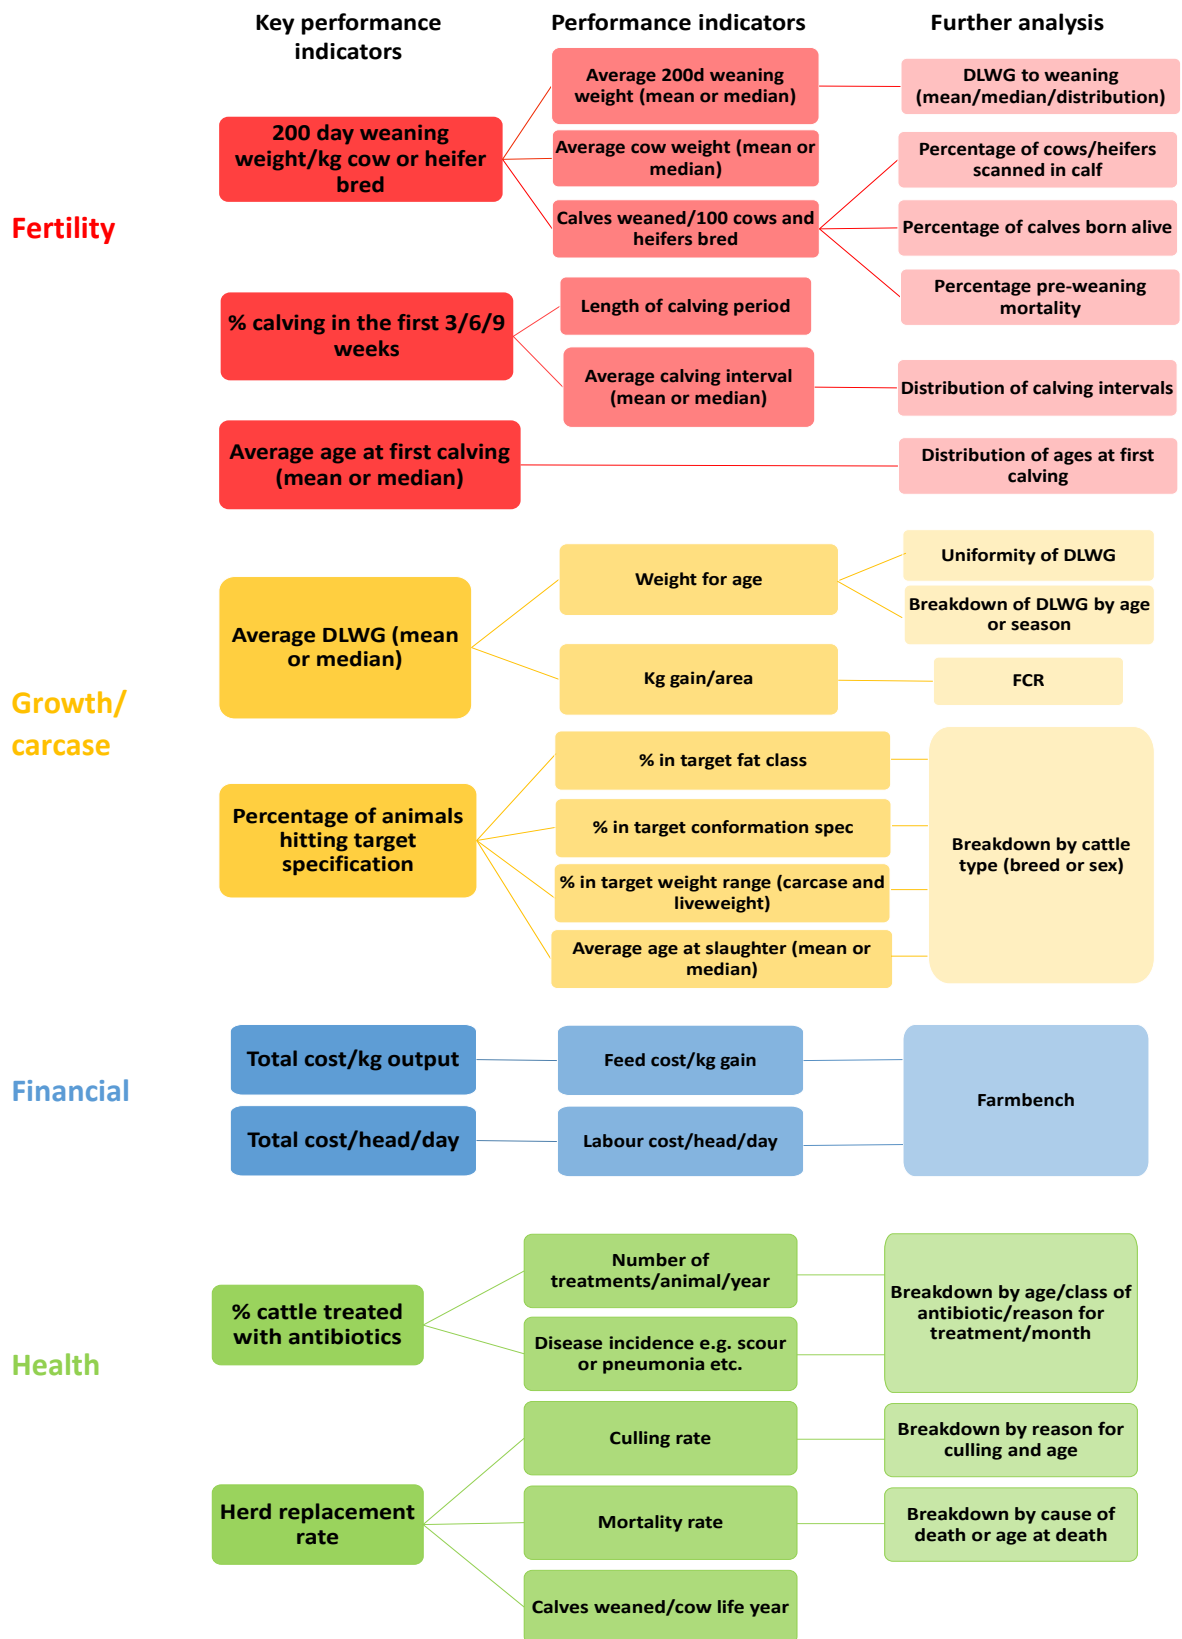 Key performance
indicators
Performance indicators
Further analysis
Fertility
200 day weaning
weight/kg cow or heifer
bred
Average 200d weaning
weight (mean or median)
DLWG to weaning
(mean/median/distribution)
Average cow weight (mean or
median)
Calves weaned/100 cows and
heifers bred
Percentage of cows/heifers
scanned in calf
Percentage of calves born alive
Percentage pre-weaning
mortality
% calving in the first 3/6/9
weeks
Length of calving period
Average calving interval
(mean or median)
Distribution of calving intervals
Average age at first calving
(mean or median)
Distribution of ages at first
calving
Growth/
carcase
Average DLWG (mean
or median)
Weight for age
Uniformity of DLWG
Breakdown of DLWG by age
or season
Kg gain/area
FCR
Percentage of animals
hitting target
specification
% in target fat class
% in target conformation spec
% in target weight range (carcase and
liveweight)
Average age at slaughter (mean or
median)
Breakdown by cattle
type (breed or sex)
Financial
Total cost/kg output
Feed cost/kg gain
Total cost/head/day
Labour cost/head/day
Farmbench
Health
% cattle treated
with antibiotics
Number of
treatments/animal/year
Disease incidence e.g. scour
or pneumonia etc.
Breakdown by age/class of
antibiotic/reason for
treatment/month
Herd replacement
rate
Culling rate
Breakdown by reason for
culling and age
Mortality rate
Breakdown by cause of
death or age at death
Calves weaned/cow life year